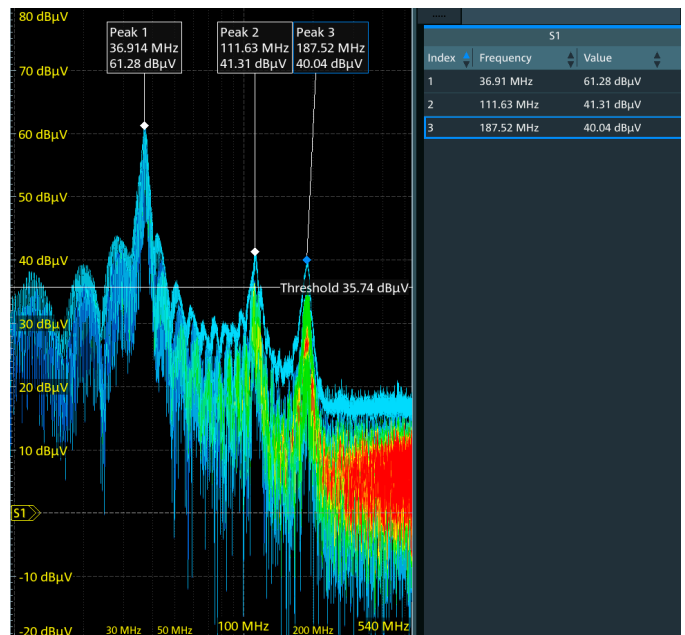 80 dBµV
Peak 1
36.914 MHz
61.28 dBµV
Peak 2
111.63 MHz
41.31 dBµV
Peak 3
187.52 MHz
40.04 dBµV
70 dBµV
60 dBµV
50 dBµV
40 dBµV
Threshold 35.74 dBµV
30 dBµV
20 dBµV
10 dBµV
S1
-10 dBµV
-20 dBµV
30 MHz
50 MHz
100 MHz
200 MHz
540 MHz
-----
S1
Index Frequency Value
1 36.91 MHz 61.28 dBµV
2 111.63 MHz 41.31 dBµV
3 187.52 MHz 40.04 dBµV